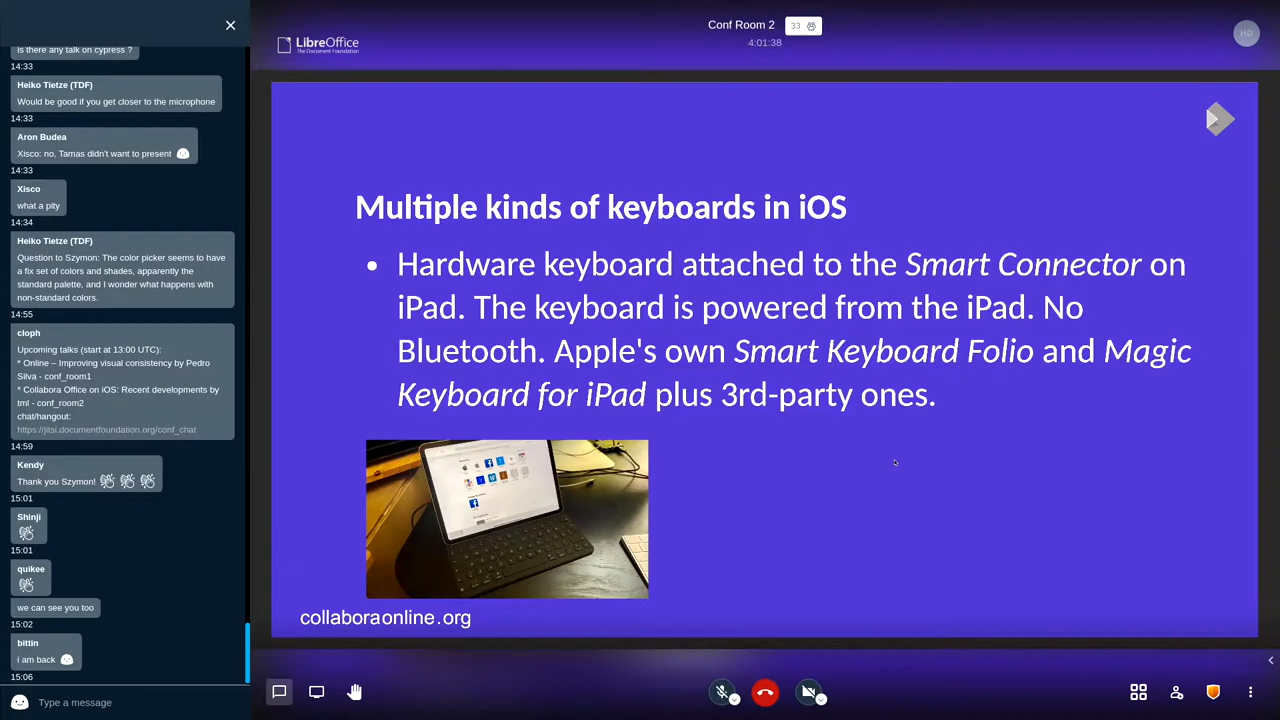 is there any talk on cypress ?
14:33
Heiko Tietze (TDF)
Would be good if you get closer to the microphone
14:33
Aron Budea
Xisco: no, Tamas didn't want to present
14:33
Xisco
what a pity
14:34
Heiko Tietze (TDF)
Question to Szymon: The color picker seems to have
a fix set of colors and shades, apparently the
standard palette, and I wonder what happens with
non-standard colors.
14:55
cloph
Upcoming talks (start at 13:00 UTC):
* Online – Improving visual consistency by Pedro
Silva - conf_room1
* Collabora Office on iOS: Recent developments by
tml - conf_room2
chat/hangout:
https://jitsi.documentfoundation.org/conf_chat
14:59
Kendy
Thank you Szymon!
15:01
Shinji
15:01
quikee
we can see you too
15:02
bittin
i am back
15:06
Type a message
LibreOffice
The Document Foundation
Conf Room 2
33
4:01:38
HD
Multiple kinds of keyboards in iOS
• Hardware keyboard attached to the Smart Connector on
iPad. The keyboard is powered from the iPad. No
Bluetooth. Apple's own Smart Keyboard Folio and Magic
Keyboard for iPad plus 3rd-party ones.
collaboraonline.org